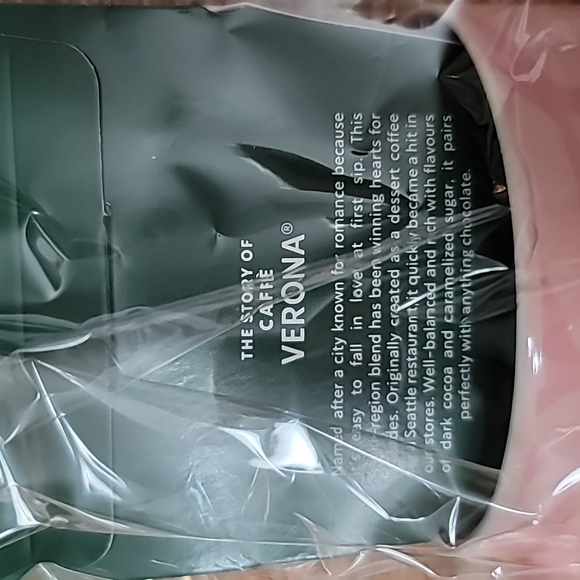 THE STORY OF
CAFFÈ
VERONA®
Named after a city known for romance because
it's easy to fall in love at first sip. This
-region blend has been winning hearts for
des. Originally created as a dessert coffee
Seattle restaurant, it quickly became a hit in
our stores. Well-balanced and rich with flavours
of dark cocoa and caramelized sugar, it pairs
perfectly with anything chocolate.